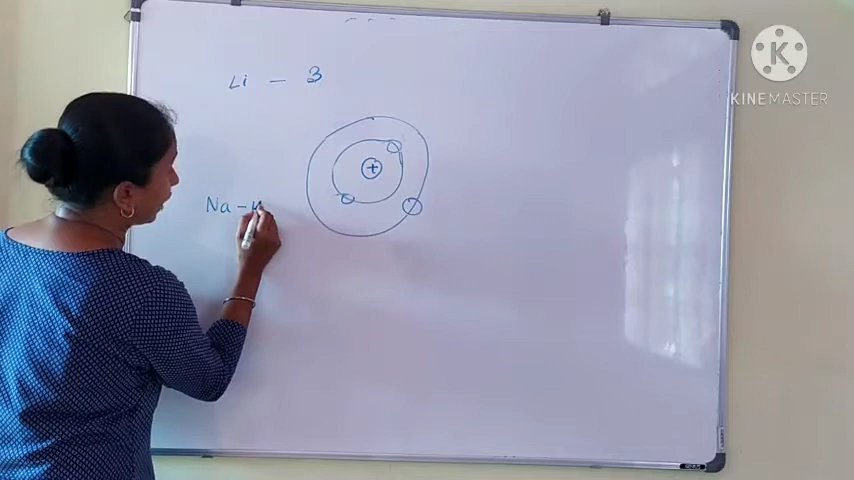 Li - 3
+
Na -
K
KINEMASTER